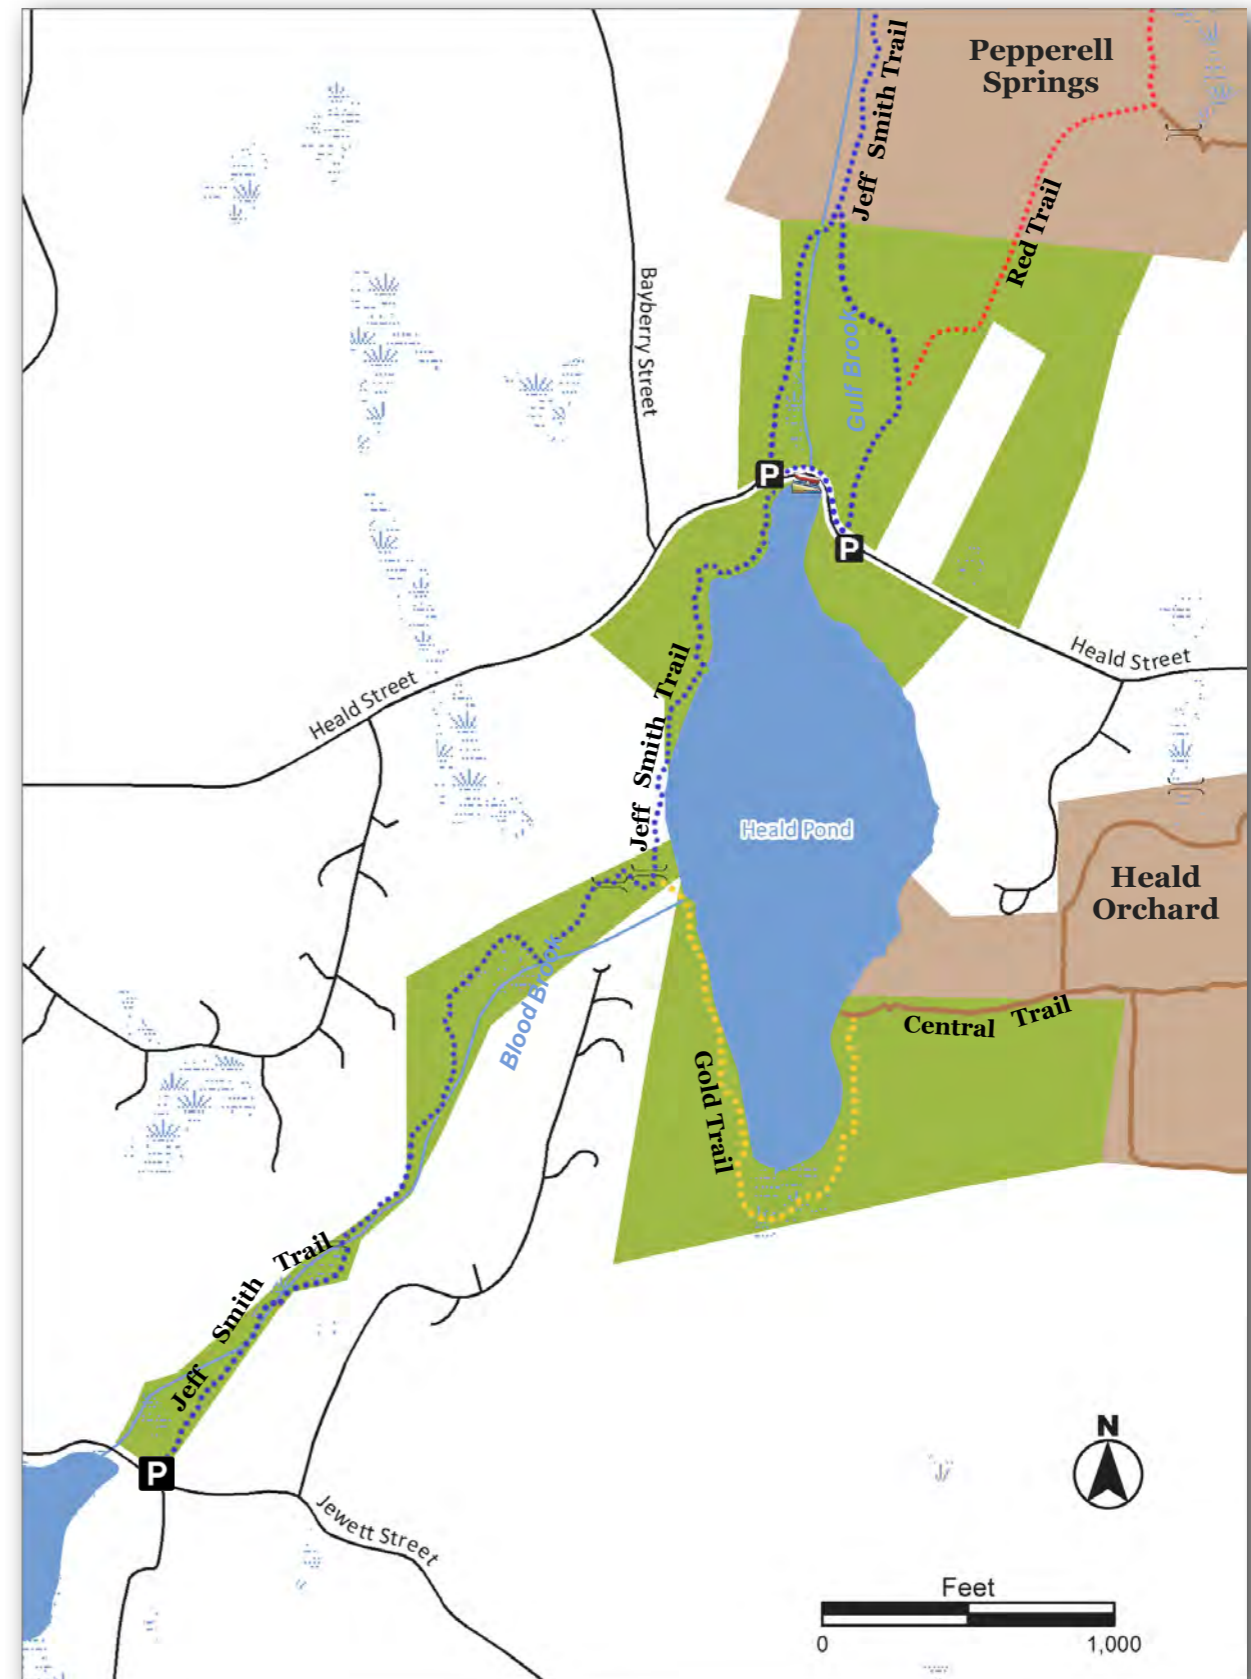 Pepperell
Springs
Jeff Smith Trail
Red Trail
Bayberry Street
Gulf Brook
P
P
Heald Street
Heald Street
Jeff Smith Trail
Heald Pond
Heald
Orchard
Blood Brook
Central Trail
Gold Trail
Jeff Smith Trail
P
Jewett Street
N
Feet
0 1,000